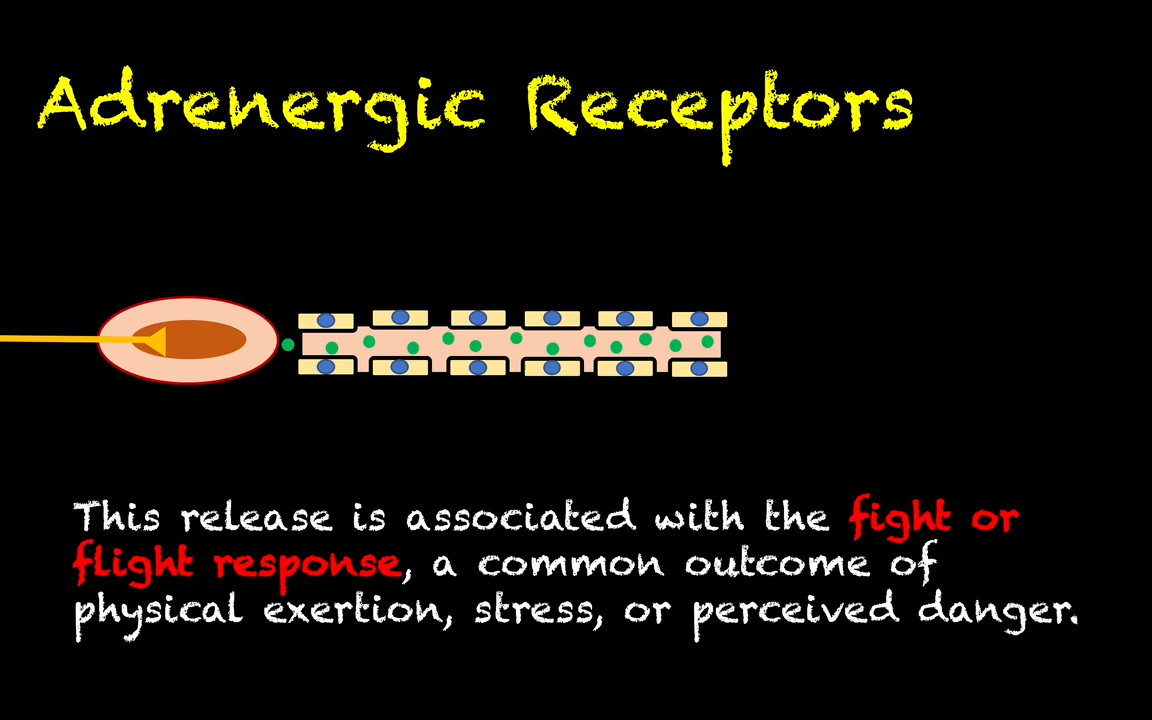 Adrenergic Receptors
This release is associated with the fight or
flight response, a common outcome of
physical exertion, stress, or perceived danger.